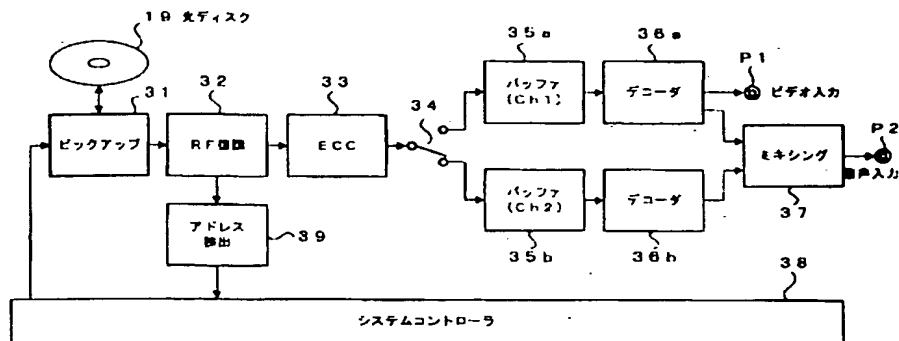 19 光ディスク
31
ピックアップ
32
RF復調
33
ECC
34
35a
バッファ
(Ch1)
36a
デコーダ
P1
ビデオ入力
バッファ
(Ch2)
35b
デコーダ
36b
ミキシング
37
P2
音声入力
アドレス
検出
39
38
システムコントローラ